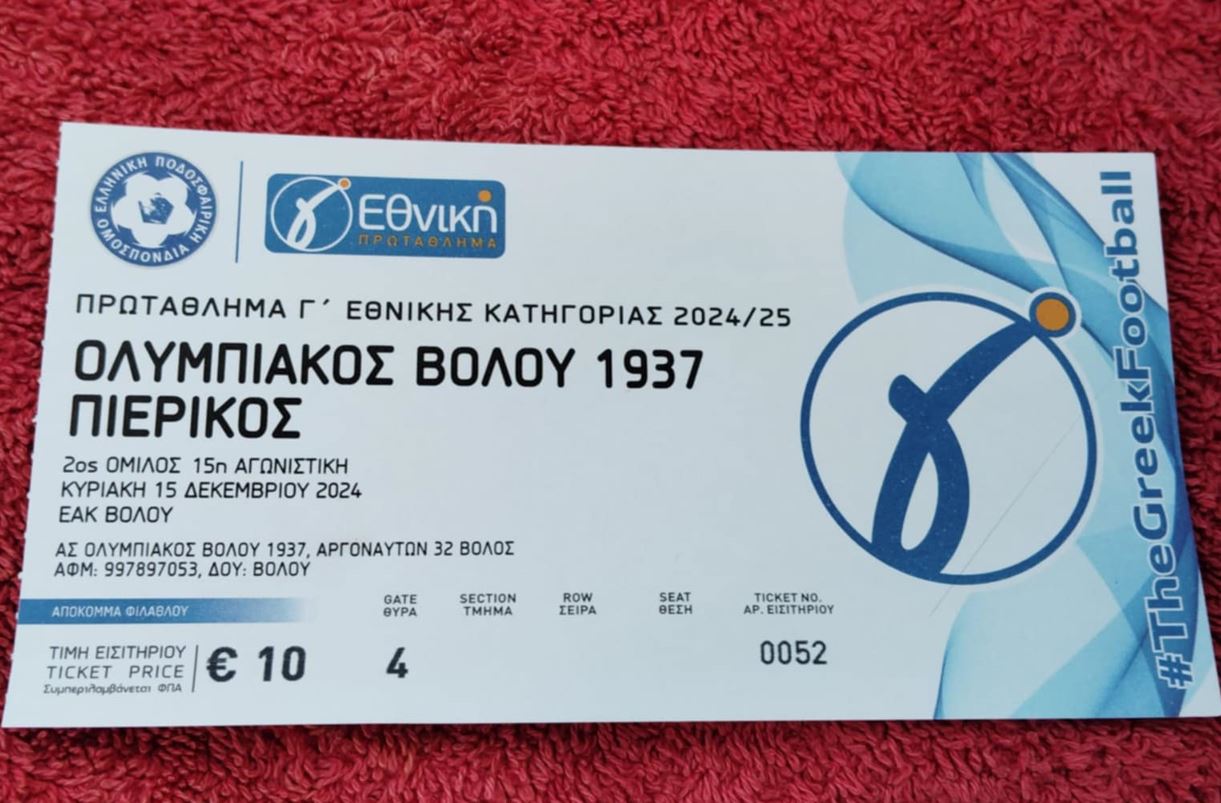 ΕΛΛΗΝΙΚΗ ΠΟΔΟΣΦΑΙΡΙΚΗ ΟΜΟΣΠΟΝΔΙΑ
γ Εθνική
ΠΡΩΤΑΘΛΗΜΑ
ΠΡΩΤΑΘΛΗΜΑ Γ΄ ΕΘΝΙΚΗΣ ΚΑΤΗΓΟΡΙΑΣ 2024/25
ΟΛΥΜΠΙΑΚΟΣ ΒΟΛΟΥ 1937
ΠΙΕΡΙΚΟΣ
2ος ΟΜΙΛΟΣ 15η ΑΓΩΝΙΣΤΙΚΗ
ΚΥΡΙΑΚΗ 15 ΔΕΚΕΜΒΡΙΟΥ 2024
ΕΑΚ ΒΟΛΟΥ
ΑΣ ΟΛΥΜΠΙΑΚΟΣ ΒΟΛΟΥ 1937, ΑΡΓΟΝΑΥΤΩΝ 32 ΒΟΛΟΣ
ΑΦΜ: 997897053, ΔΟΥ: ΒΟΛΟΥ
ΑΠΟΚΟΜΜΑ ΦΙΛΑΘΛΟΥ
GATE SECTION ROW SEAT TICKET NO.
ΘΥΡΑ ΤΜΗΜΑ ΣΕΙΡΑ ΘΕΣΗ ΑΡ. ΕΙΣΙΤΗΡΙΟΥ
ΤΙΜΗ ΕΙΣΙΤΗΡΙΟΥ
TICKET PRICE
Συμπεριλαμβάνεται ΦΠΑ
€ 10 4 0052
γ
#TheGreekFootball